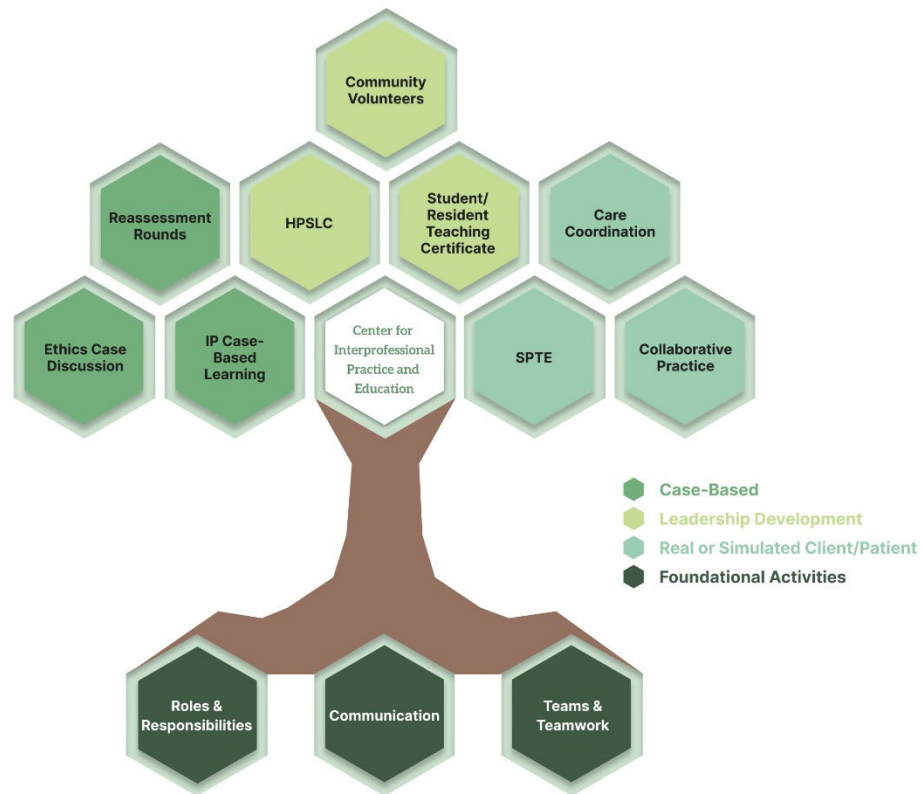 Community
Volunteers
Reassessment
Rounds
HPSLC
Student/
Resident
Teaching
Certificate
Care
Coordination
Ethics Case
Discussion
IP Case-
Based
Learning
Center for
Interprofessional
Practice and
Education
SPTE
Collaborative
Practice
Case-Based
Leadership Development
Real or Simulated Client/Patient
Foundational Activities
Roles &
Responsibilities
Communication
Teams &
Teamwork